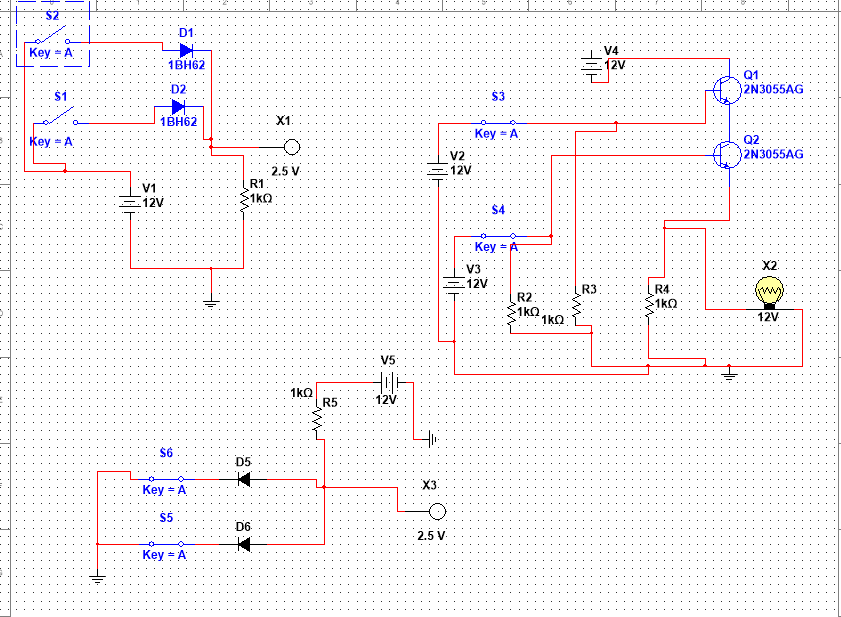 S2
Key = A
D1
1BH62
S1
Key = A
D2
1BH62
X1
2.5 V
V1
12V
R1
1kΩ
V4
12V
Q1
2N3055AG
S3
Key = A
Q2
2N3055AG
V2
12V
S4
Key = A
V3
12V
R2
1kΩ
R3
1kΩ
R4
1kΩ
X2
12V
V5
12V
1kΩ
R5
S6
Key = A
D5
X3
2.5 V
S5
Key = A
D6